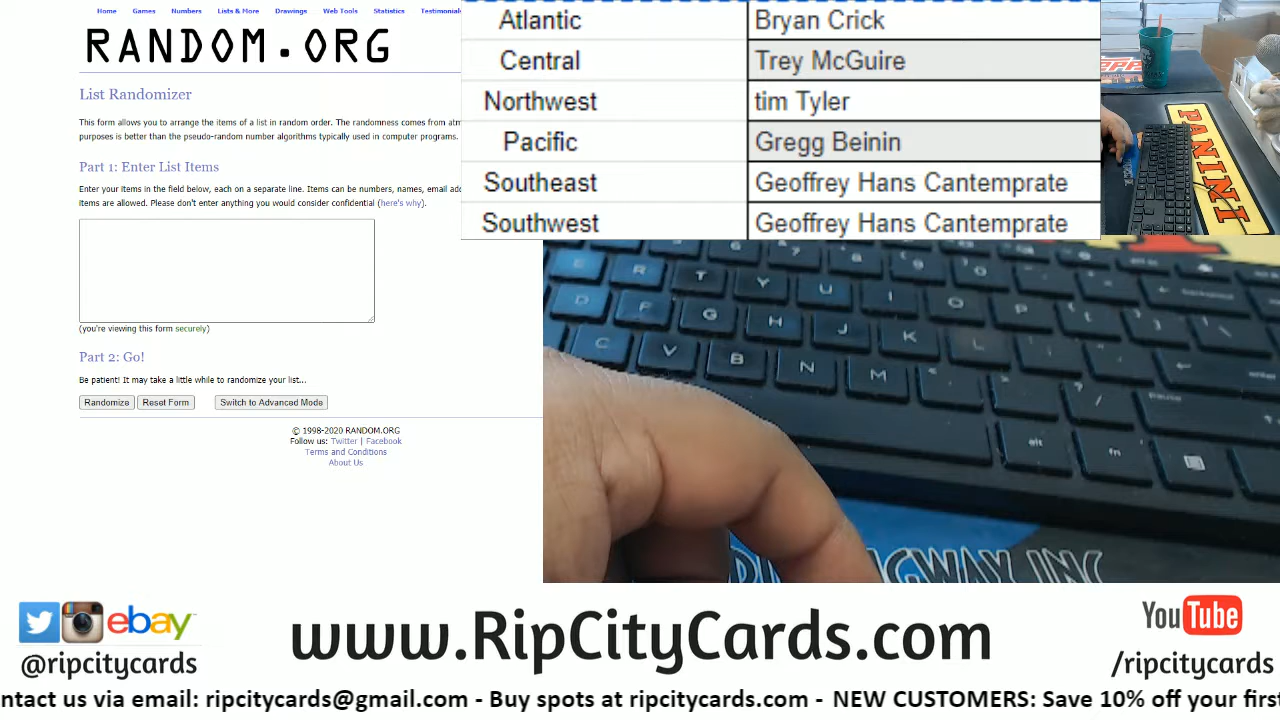 Home Games Numbers Lists & More Drawings Web Tools Statistics Testimonials
RANDOM.ORG
List Randomizer
This form allows you to arrange the items of a list in random order. The randomness comes from atm
purposes is better than the pseudo-random number algorithms typically used in computer programs.
Part 1: Enter List Items
Enter your items in the field below, each on a separate line. Items can be numbers, names, email add
items are allowed. Please don't enter anything you would consider confidential (here's why).
(you're viewing this form securely)
Part 2: Go!
Be patient! It may take a little while to randomize your list...
Randomize Reset Form Switch to Advanced Mode
© 1998-2020 RANDOM.ORG
Follow us: Twitter | Facebook
Terms and Conditions
About Us
Atlantic Bryan Crick
Central Trey McGuire
Northwest tim Tyler
Pacific Gregg Beinin
Southeast Geoffrey Hans Cantemprate
Southwest Geoffrey Hans Cantemprate
PANINI
E R T Y U I O P
D F G H J K L
C V B N M
alt fn
INC
ebay
@ripcitycards
www.RipCityCards.com
YouTube
/ripcitycards
ntact us via email: ripcitycards@gmail.com - Buy spots at ripcitycards.com - NEW CUSTOMERS: Save 10% off your first